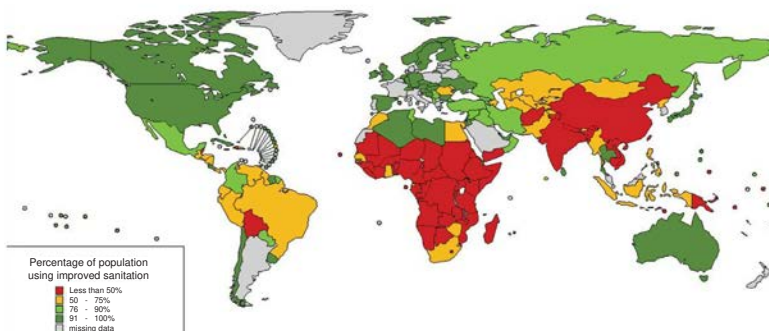 Percentage of population
using improved sanitation
Less than 50%
50 - 75%
76 - 90%
91 - 100%
missing data